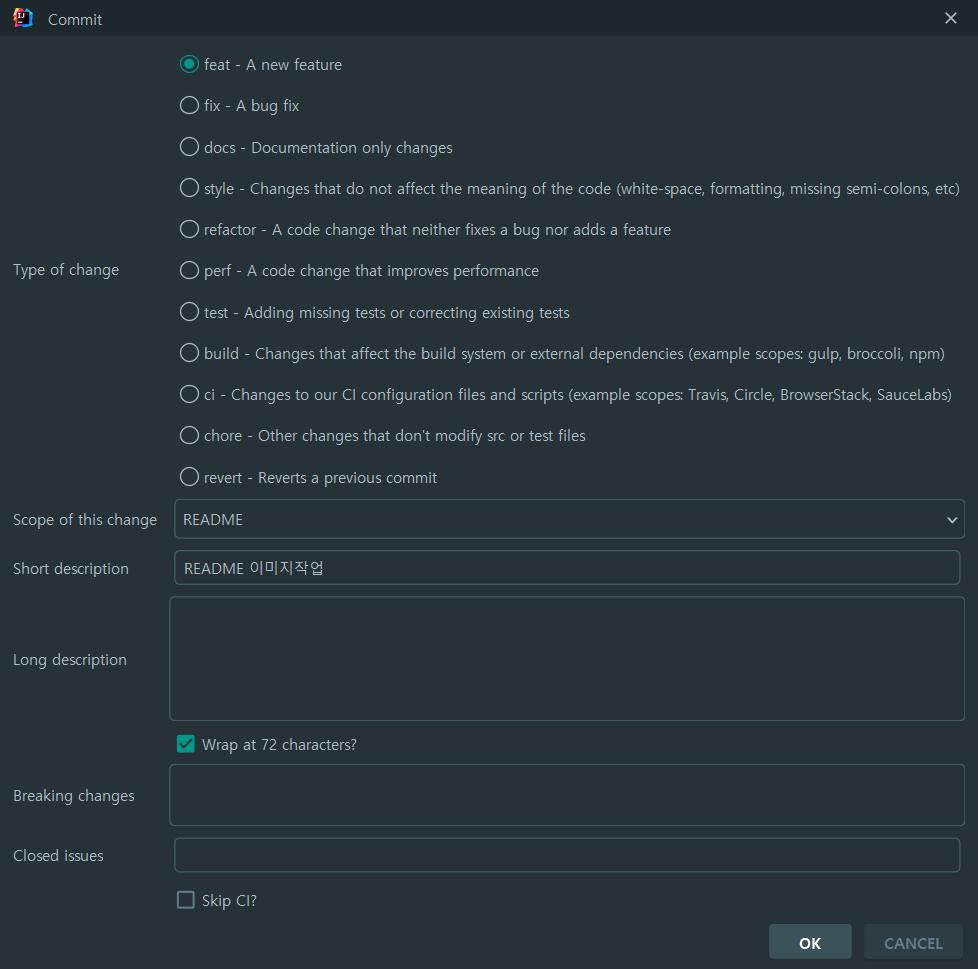 Commit
feat - A new feature
fix - A bug fix
docs - Documentation only changes
style - Changes that do not affect the meaning of the code (white-space, formatting, missing semi-colons, etc)
refactor - A code change that neither fixes a bug nor adds a feature
Type of change
perf - A code change that improves performance
test - Adding missing tests or correcting existing tests
build - Changes that affect the build system or external dependencies (example scopes: gulp, broccoli, npm)
ci - Changes to our CI configuration files and scripts (example scopes: Travis, Circle, BrowserStack, SauceLabs)
chore - Other changes that don't modify src or test files
revert - Reverts a previous commit
Scope of this change README
Short description README 이미지작업
Long description
Wrap at 72 characters?
Breaking changes
Closed issues
Skip CI?
OK CANCEL